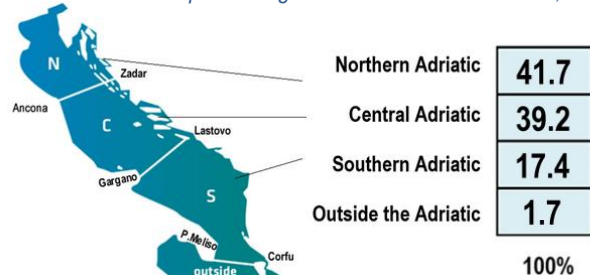 N
Zadar
Ancona
C
Lastovo
Gargano
S
P.Meliso
Corfu
outside
Northern Adriatic 41.7
Central Adriatic 39.2
Southern Adriatic 17.4
Outside the Adriatic 1.7
100%